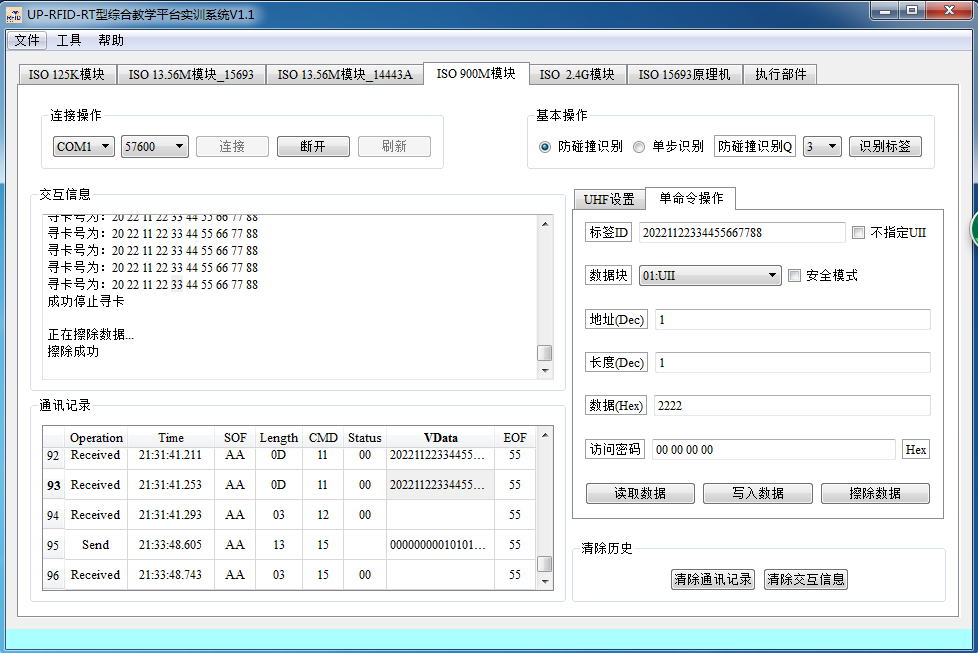 UP-RFID-RT型综合教学平台实训系统V1.1
文件 工具 帮助
ISO 125K模块 ISO 13.56M模块_15693 ISO 13.56M模块_14443A ISO 900M模块 ISO 2.4G模块 ISO 15693原理机 执行部件
连接操作
COM1 57600 连接 断开 刷新
基本操作
防碰撞识别 单步识别 防碰撞识别Q 3 识别标签
交互信息
寻卡号为：20 22 11 22 33 44 55 66 77 88
寻卡号为：20 22 11 22 33 44 55 66 77 88
寻卡号为：20 22 11 22 33 44 55 66 77 88
寻卡号为：20 22 11 22 33 44 55 66 77 88
寻卡号为：20 22 11 22 33 44 55 66 77 88
成功停止寻卡
正在擦除数据...
擦除成功
通讯记录
Operation Time SOF Length CMD Status VData EOF
92 Received 21:31:41.211 AA 0D 11 00 20221122334455... 55
93 Received 21:31:41.253 AA 0D 11 00 20221122334455... 55
94 Received 21:31:41.293 AA 03 12 00 55
95 Send 21:33:48.605 AA 13 15 00000000010101... 55
96 Received 21:33:48.743 AA 03 15 00 55
UHF设置 单命令操作
标签ID 20221122334455667788 不指定UII
数据块 01:UII 安全模式
地址(Dec) 1
长度(Dec) 1
数据(Hex) 2222
访问密码 00 00 00 00 Hex
读取数据 写入数据 擦除数据
清除历史
清除通讯记录 清除交互信息